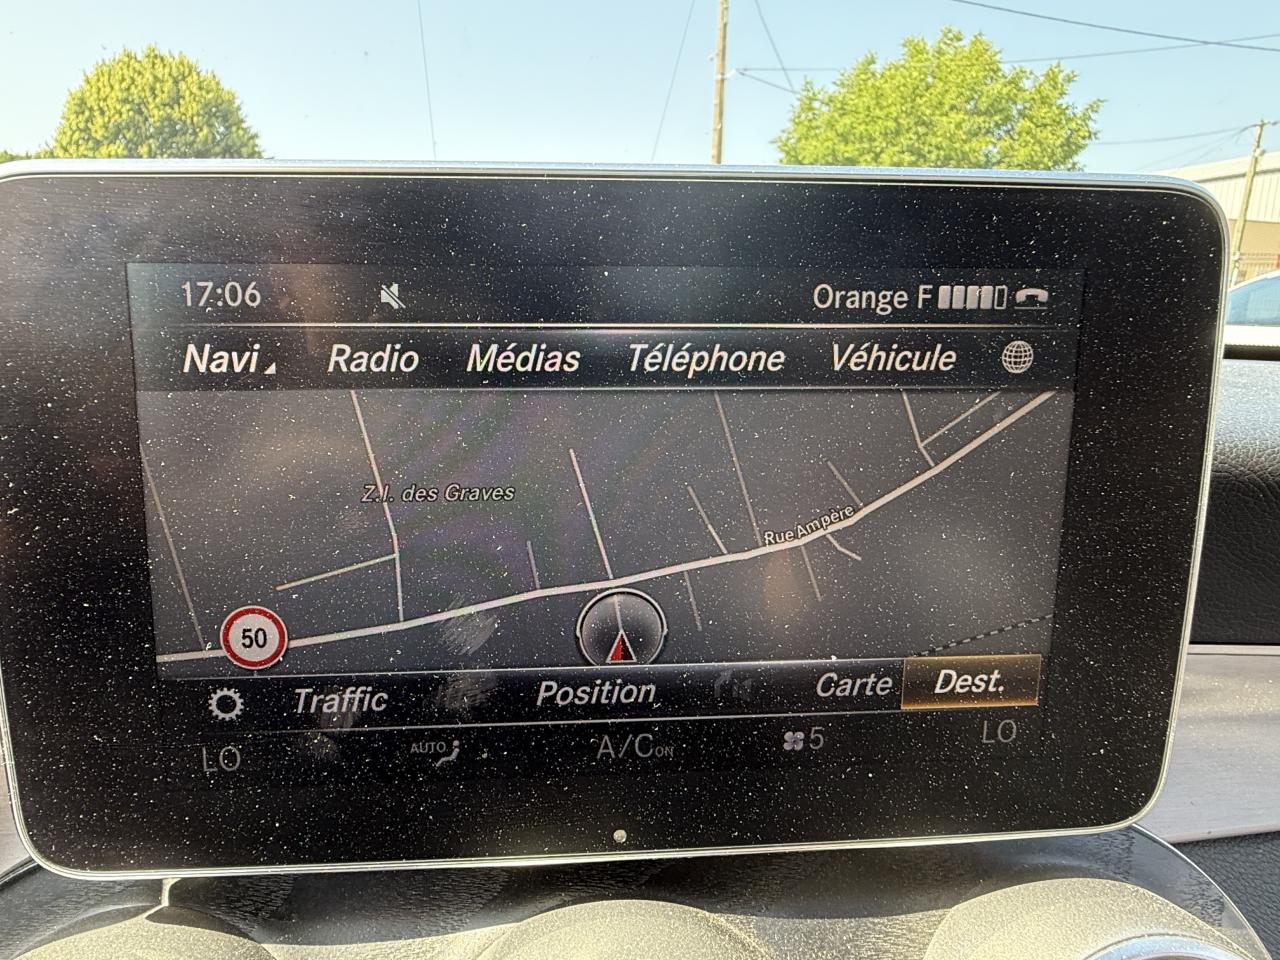 17:06 Orange F
Navi Radio Médias Téléphone Véhicule
Z.I. des Graves
Rue Ampère
50
Traffic Position Carte Dest.
LO AUTO A/C ON 5 LO